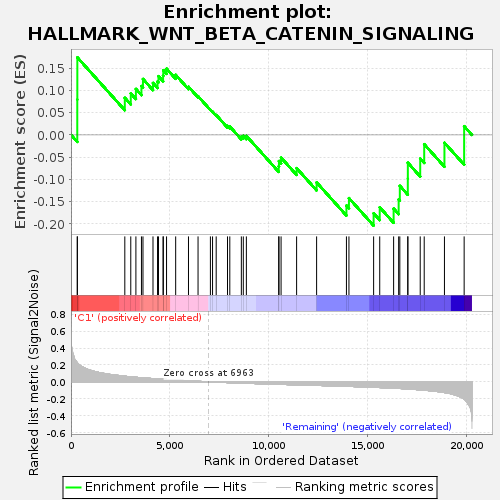 Enrichment plot:
HALLMARK_WNT_BETA_CATENIN_SIGNALING
Enrichment score (ES)
0.15
0.10
0.05
0.00
-0.05
-0.10
-0.15
-0.20
'C1' (positively correlated)
Ranked list metric (Signal2Noise)
0.8
0.6
0.4
0.2
0.0
-0.2
-0.4
-0.6
Zero cross at 6963
'Remaining' (negatively correlated)
0
5,000
10,000
15,000
20,000
Rank in Ordered Dataset
Enrichment profile
Hits
Ranking metric scores